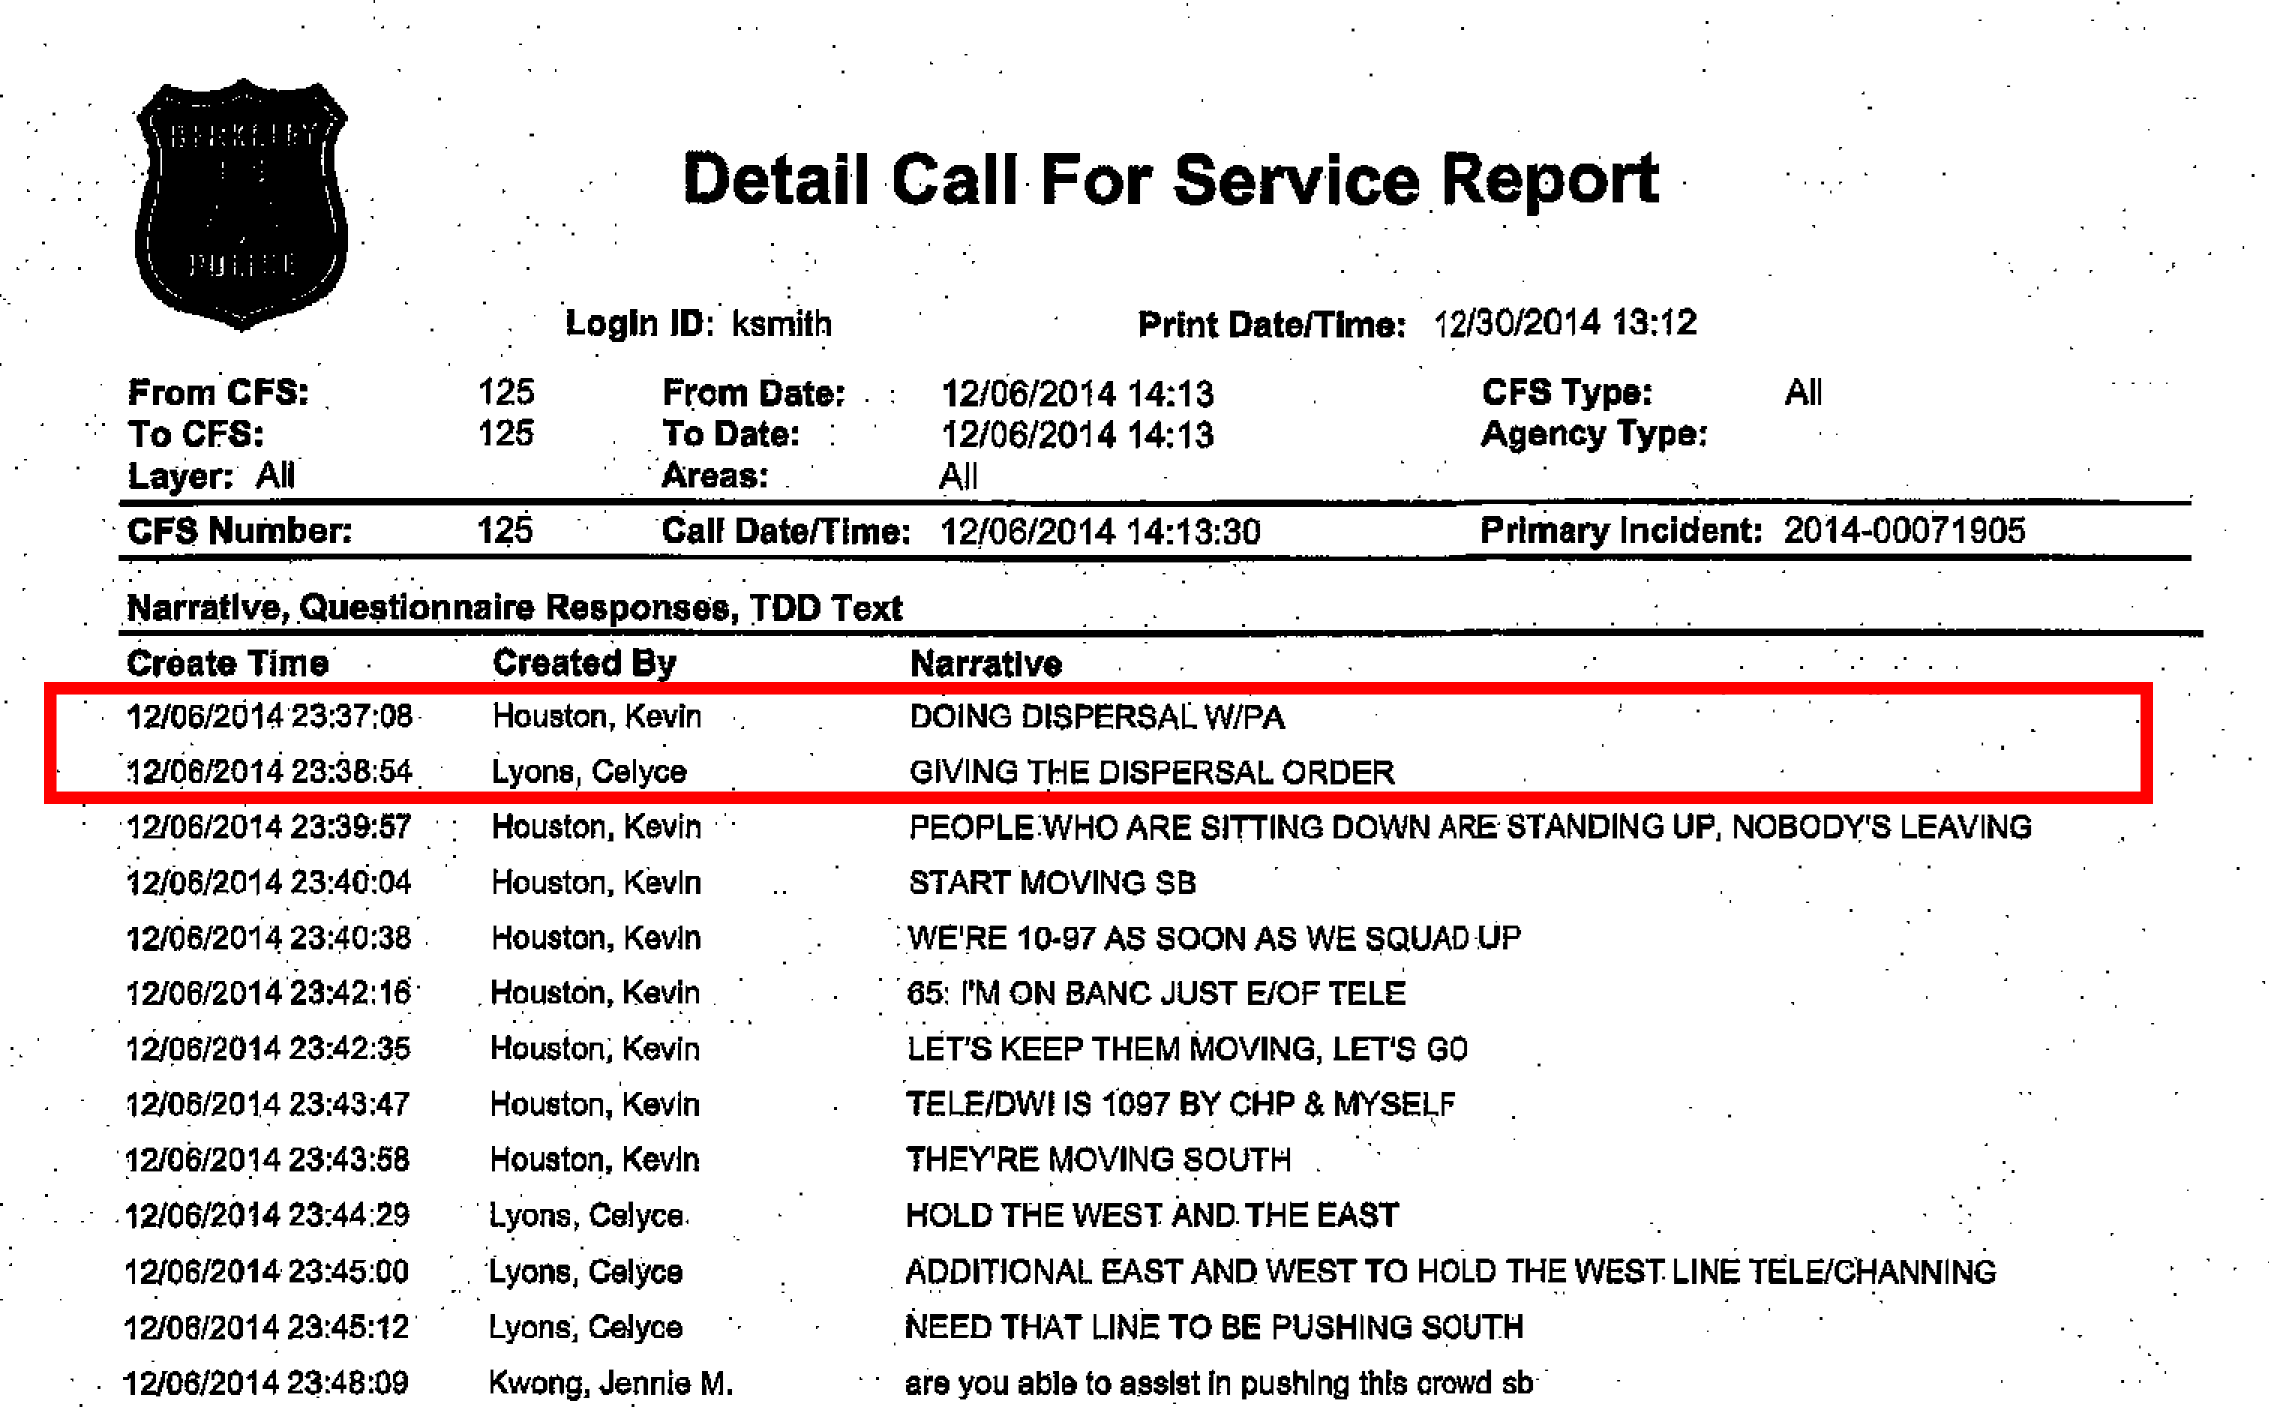 BERKELEY
POLICE
Detail Call For Service Report
Login ID: ksmith Print Date/Time: 12/30/2014 13:12
From CFS: 125 From Date: 12/06/2014 14:13 CFS Type: All
To CFS: 125 To Date: 12/06/2014 14:13 Agency Type:
Layer: All Areas: All
CFS Number: 125 Call Date/Time: 12/06/2014 14:13:30 Primary Incident: 2014-00071905
Narrative, Questionnaire Responses, TDD Text
Create Time Created By Narrative
12/06/2014 23:37:08 Houston, Kevin DOING DISPERSAL W/PA
12/06/2014 23:38:54 Lyons, Celyce GIVING THE DISPERSAL ORDER
12/06/2014 23:39:57 Houston, Kevin PEOPLE WHO ARE SITTING DOWN ARE STANDING UP, NOBODY'S LEAVING
12/06/2014 23:40:04 Houston, Kevin START MOVING SB
12/06/2014 23:40:38 Houston, Kevin WE'RE 10-97 AS SOON AS WE SQUAD UP
12/06/2014 23:42:16 Houston, Kevin 65: I'M ON BANC JUST E/OF TELE
12/06/2014 23:42:35 Houston, Kevin LET'S KEEP THEM MOVING, LET'S GO
12/06/2014 23:43:47 Houston, Kevin TELE/DWI IS 1097 BY CHP & MYSELF
12/06/2014 23:43:58 Houston, Kevin THEY'RE MOVING SOUTH
12/06/2014 23:44:29 Lyons, Celyce HOLD THE WEST AND THE EAST
12/06/2014 23:45:00 Lyons, Celyce ADDITIONAL EAST AND WEST TO HOLD THE WEST LINE TELE/CHANNING
12/06/2014 23:45:12 Lyons, Celyce NEED THAT LINE TO BE PUSHING SOUTH
12/06/2014 23:48:09 Kwong, Jennie M. are you able to assist in pushing this crowd sb